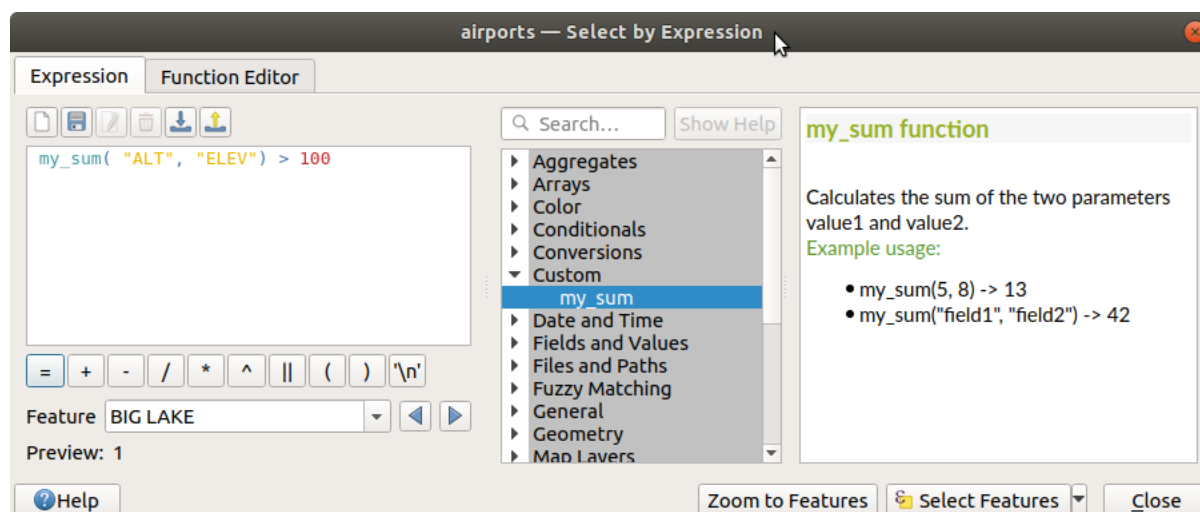 airports — Select by Expression
Expression
Function Editor
my_sum( "ALT", "ELEV") > 100
= + - / * ^ || ( ) '\n'
Feature BIG LAKE
Preview: 1
Search...
Show Help
Aggregates
Arrays
Color
Conditionals
Conversions
Custom
my_sum
Date and Time
Fields and Values
Files and Paths
Fuzzy Matching
General
Geometry
Map Layers
my_sum function
Calculates the sum of the two parameters
value1 and value2.
Example usage:
● my_sum(5, 8) -> 13
● my_sum("field1", "field2") -> 42
Help
Zoom to Features
Select Features
Close